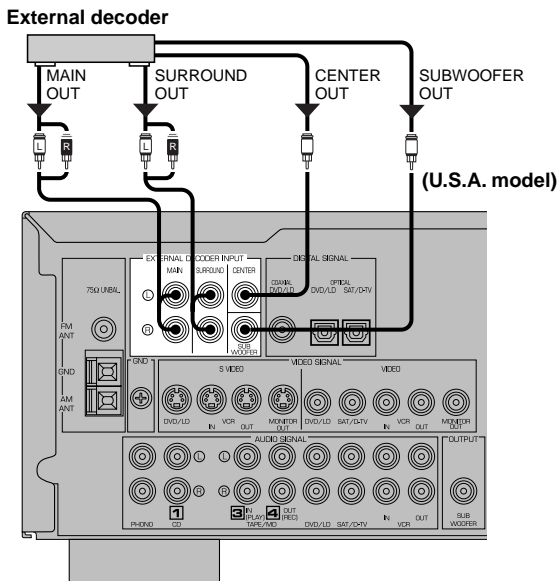 External decoder
MAIN OUT
SURROUND OUT
CENTER OUT
SUBWOOFER OUT
L R L R
(U.S.A. model)
EXTERNAL DECODER INPUT
DIGITAL SIGNAL
MAIN SURROUND CENTER
COAXIAL OPTICAL
DVD/LD DVD/LD SAT/D-TV
75Ω UNBAL.
L
R
FM ANT
SUB WOOFER
GND
AM ANT
GND
VIDEO SIGNAL
S VIDEO VIDEO
DVD/LD IN VCR OUT MONITOR OUT DVD/LD SAT/D-TV IN VCR OUT MONITOR OUT
AUDIO SIGNAL
OUTPUT
L L
R R
1 3 IN (PLAY) 4 OUT (REC)
PHONO CD TAPE/MD DVD/LD SAT/D-TV IN VCR OUT
SUB WOOFER